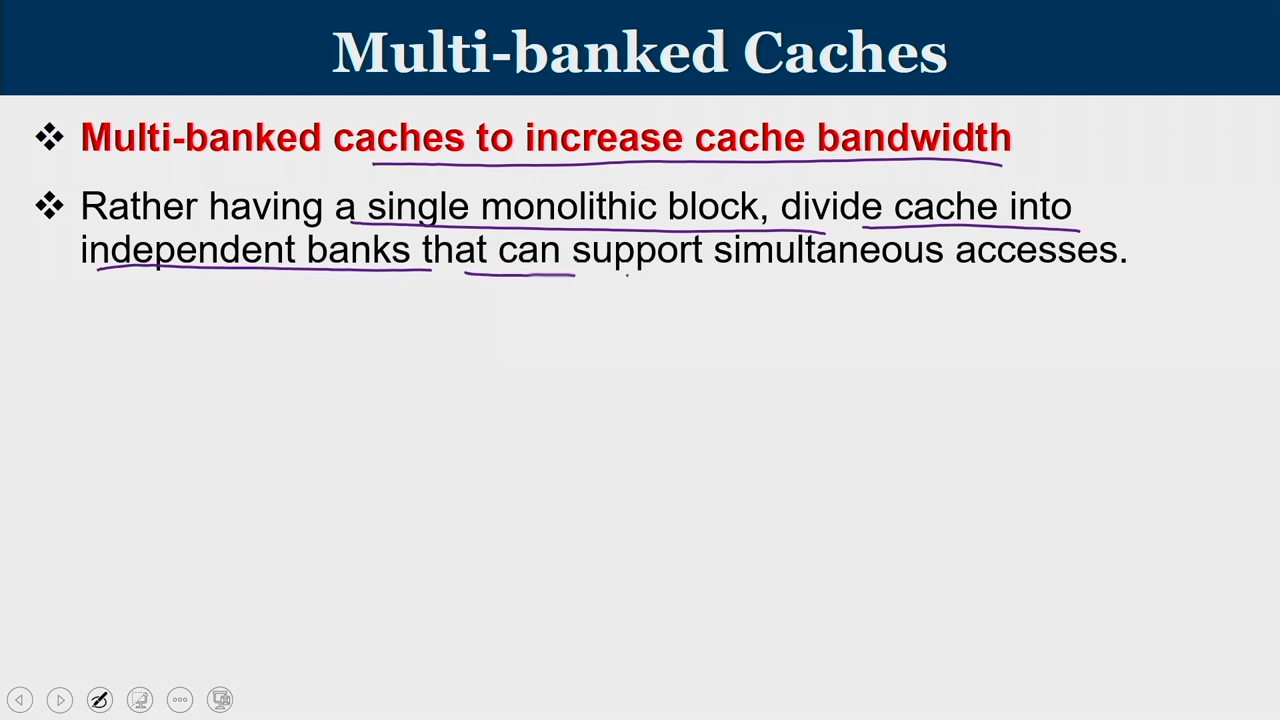 Multi-banked Caches
❖ Multi-banked caches to increase cache bandwidth
❖ Rather having a single monolithic block, divide cache into
independent banks that can support simultaneous accesses.